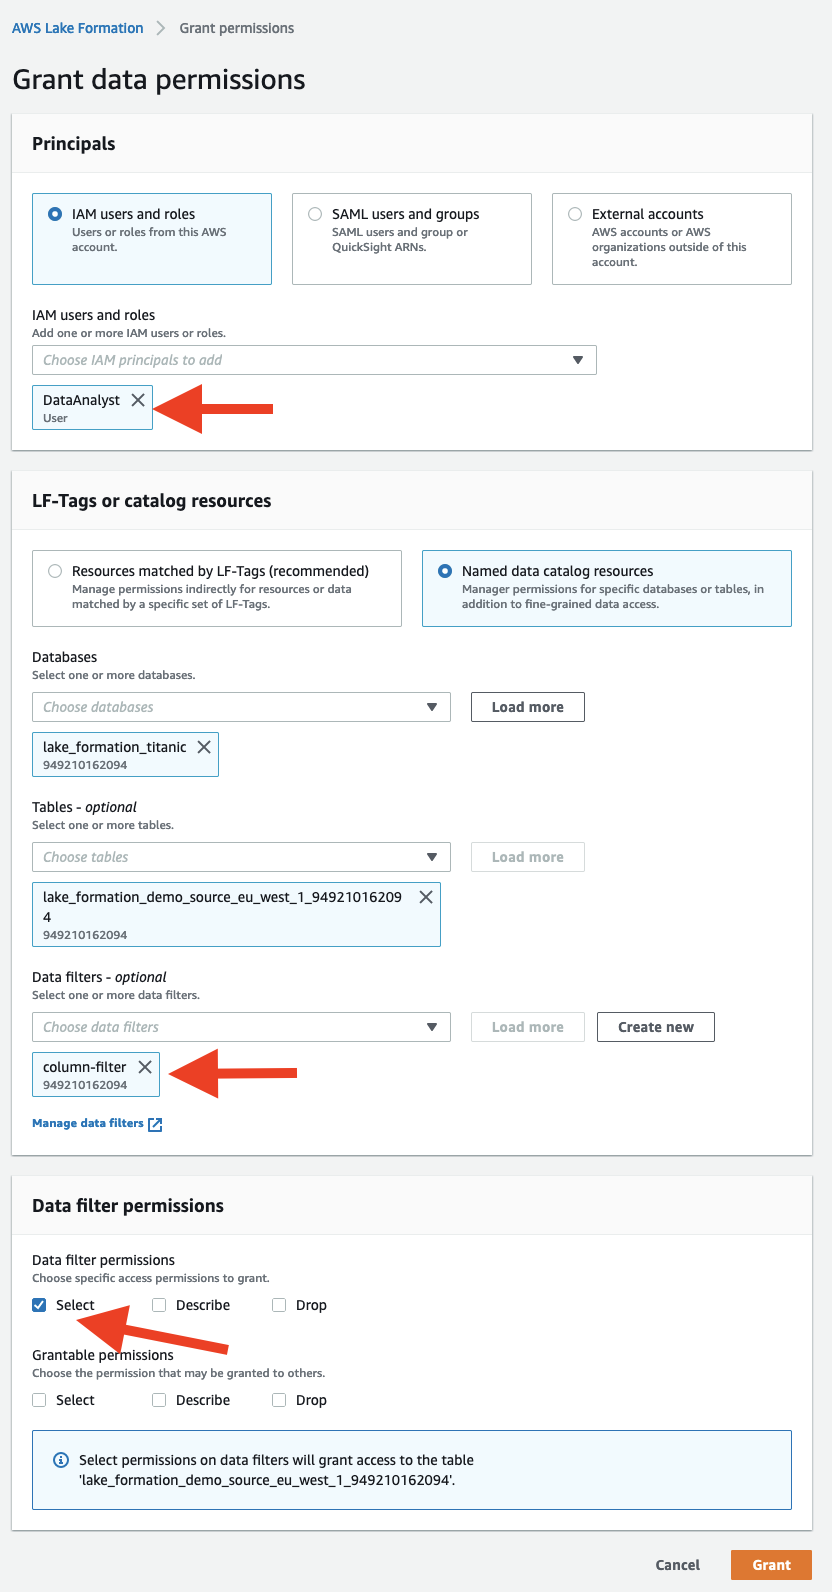 AWS Lake Formation > Grant permissions
Grant data permissions
Principals
IAM users and roles
Users or roles from this AWS
account.
SAML users and groups
SAML users and group or
QuickSight ARNs.
External accounts
AWS accounts or AWS
organizations outside of this
account.
IAM users and roles
Add one or more IAM users or roles.
Choose IAM principals to add
DataAnalyst
User
LF-Tags or catalog resources
Resources matched by LF-Tags (recommended)
Manage permissions indirectly for resources or data
matched by a specific set of LF-Tags.
Named data catalog resources
Manager permissions for specific databases or tables, in
addition to fine-grained data access.
Databases
Select one or more databases.
Choose databases
Load more
lake_formation_titanic
949210162094
Tables - optional
Select one or more tables.
Choose tables
Load more
lake_formation_demo_source_eu_west_1_94921016209
4
949210162094
Data filters - optional
Select one or more data filters.
Choose data filters
Load more
Create new
column-filter
949210162094
Manage data filters
Data filter permissions
Data filter permissions
Choose specific access permissions to grant.
Select
Describe
Drop
Grantable permissions
Choose the permission that may be granted to others.
Select
Describe
Drop
Select permissions on data filters will grant access to the table
'lake_formation_demo_source_eu_west_1_949210162094'.
Cancel
Grant